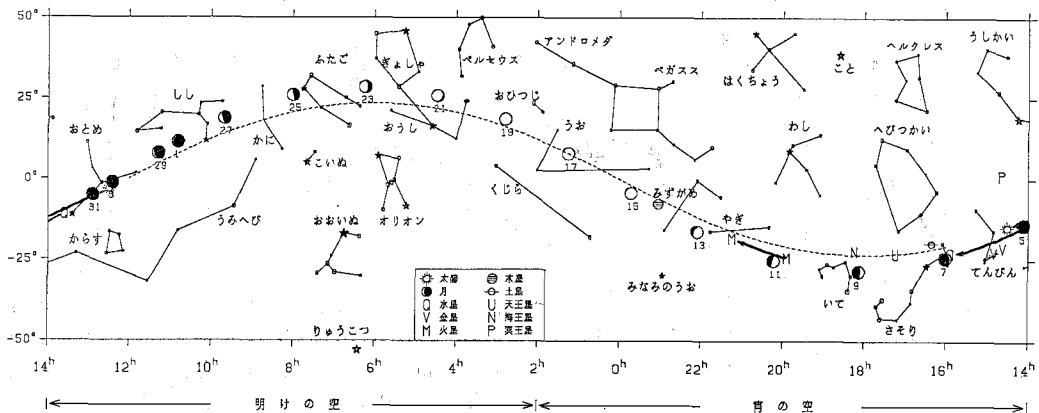 50° 25° 0° -25° -50°
アンドロメダ
うしかい
ふたご
ぎょしゃ
ペルセウス
ペガスス
はくちょう
こと
ヘルクレス
しし
おひつじ
おとめ
おうし
うお
わし
へびつかい
かに
こいぬ
みずがめ
くじら
うみへび
おおいぬ
オリオン
やぎ
からす
てんびん
みなみのうお
いて
さそり
りゅうこつ
31 29 1 27 25 23 21 19 17 15 13 11 9 7 5
Q M M N U P V
太陽 木星
月 土星
Q 水星 U 天王星
V 金星 N 海王星
M 火星 P 冥王星
14h 12h 10h 8h 6h 4h 2h 0h 22h 20h 18h 16h 14h
明けの空 宵の空